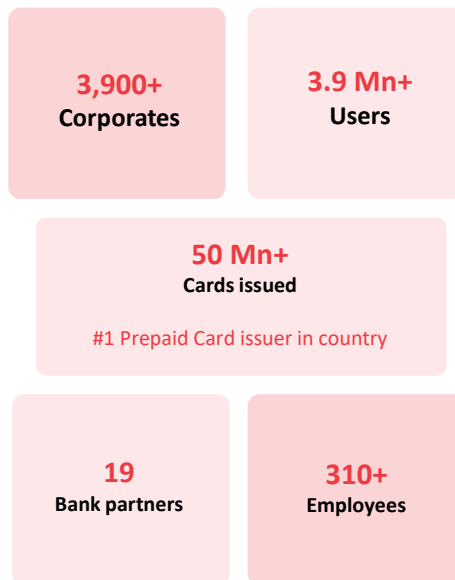 3,900+
Corporates
3.9 Mn+
Users
50 Mn+
Cards issued
#1 Prepaid Card issuer in country
19
Bank partners
310+
Employees